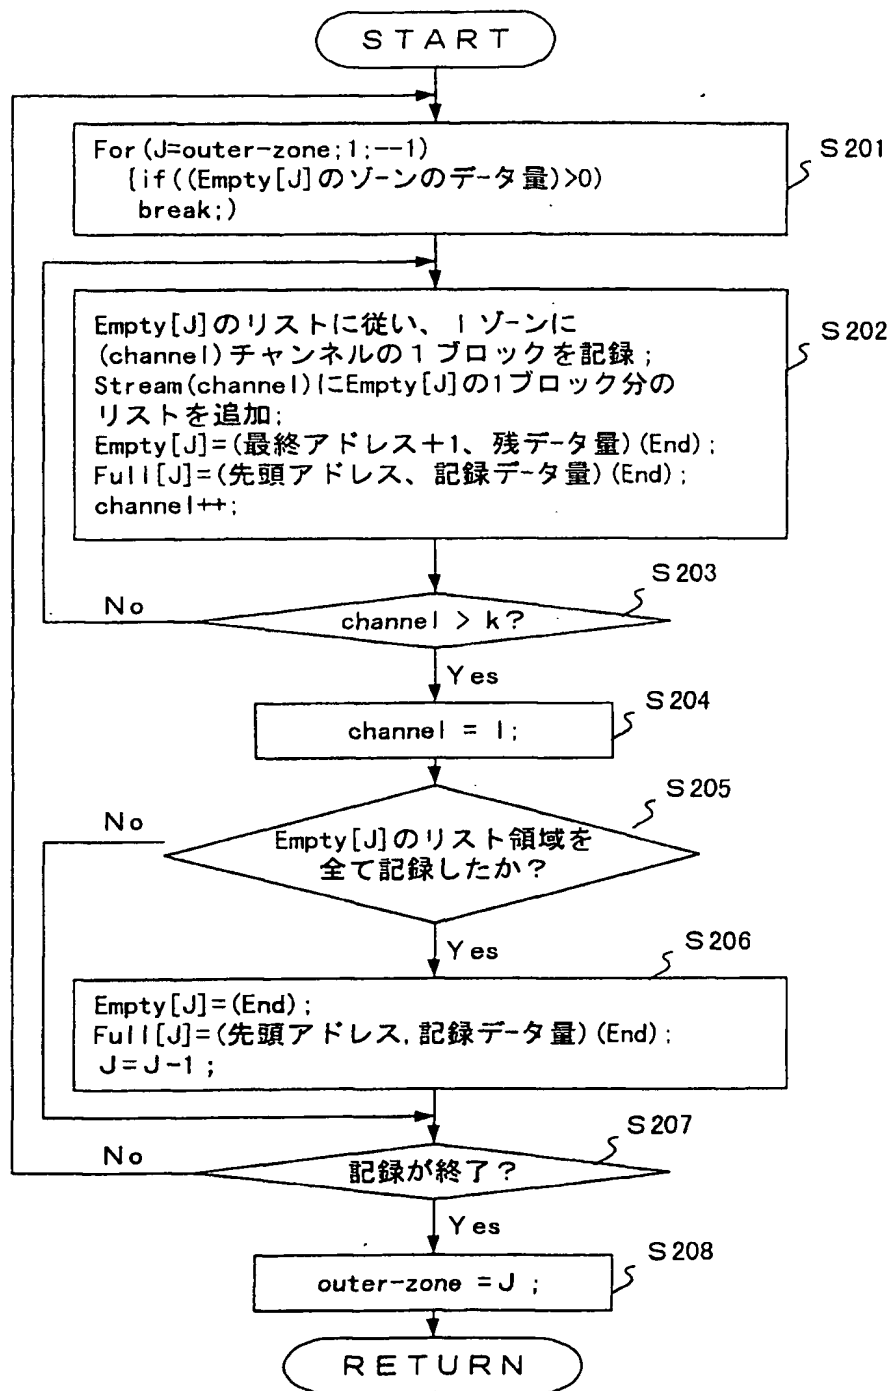 START
For(J=outer-zone;1;--1)
{if((Empty[J]のゾーンのデータ量)>0)
break;)
S201
Empty[J]のリストに従い、1ゾーンに
(channel)チャンネルの1ブロックを記録;
Stream(channel)にEmpty[J]の1ブロック分の
リストを追加;
Empty[J]=(最終アドレス+1、残データ量)(End);
Full[J]=(先頭アドレス、記録データ量)(End);
channel++;
S202
S203
No
channel > k?
Yes
S204
channel = 1;
S205
No
Empty[J]のリスト領域を
全て記録したか?
Yes
S206
Empty[J]=(End);
Full[J]=(先頭アドレス,記録データ量)(End);
J=J-1;
S207
No
記録が終了?
Yes
S208
outer-zone=J;
RETURN